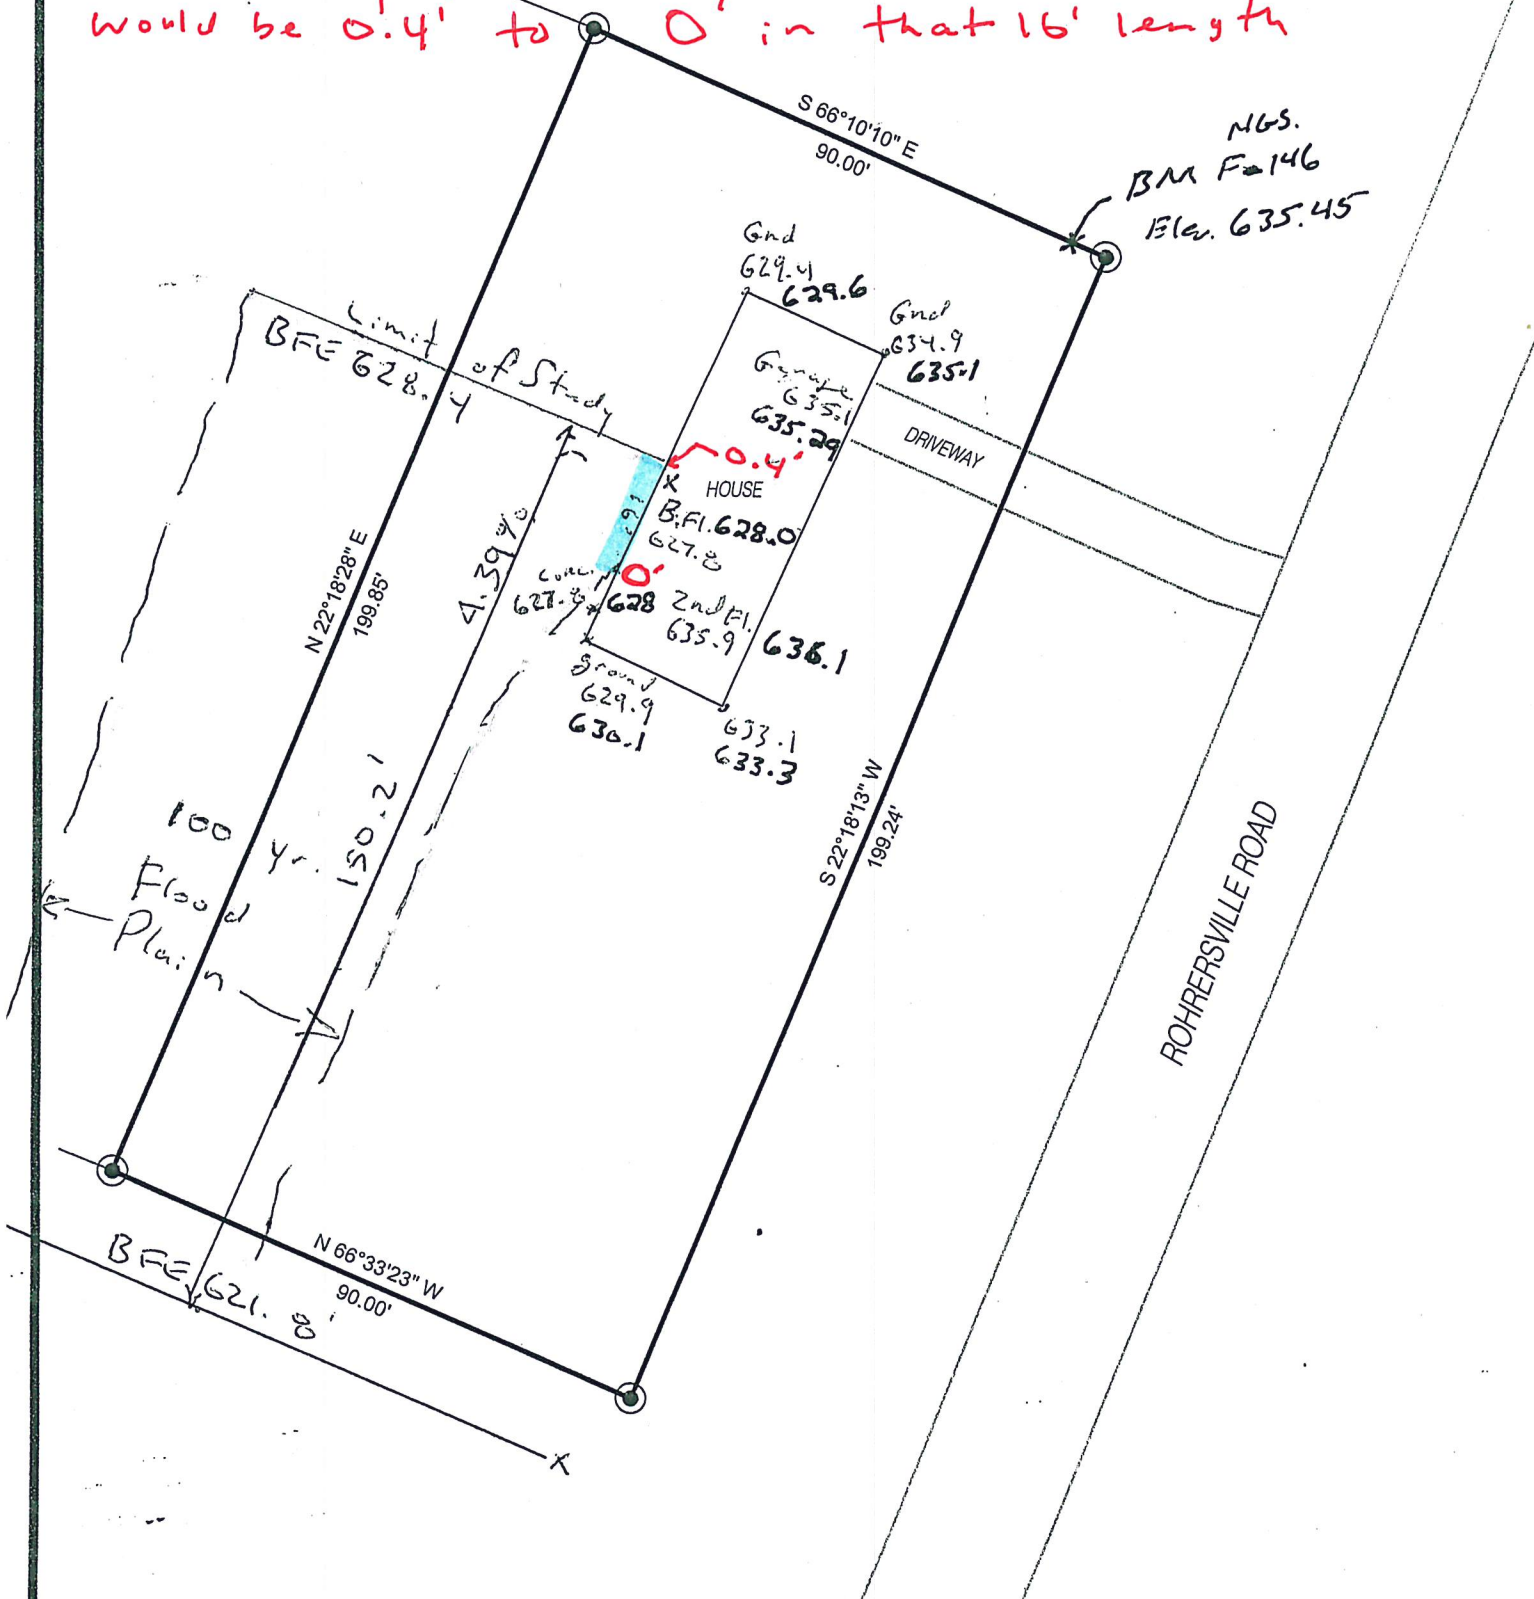 would be 0.4' to 0' in that 16' length
S 66°10'10" E
90.00'
NGS.
BM F-146
Elev. 635.45
Gnd
629.4
629.6
Gnd
634.9
635.1
Limit of Study
BFE 628.4
Garage
635.1
635.29
DRIVEWAY
0.4'
HOUSE
B.Fl. 628.0
627.8
16'
0'
Conc.
627.8
628
2nd Fl.
635.9
636.1
ground
629.9
630.1
633.1
633.3
4.39%
150.2'
N 22°18'28" E
199.85'
S 22°18'13" W
199.24'
100 yr.
Flood
Plain
ROHRERSVILLE ROAD
N 66°33'23" W
90.00'
BFE 621.8'
X